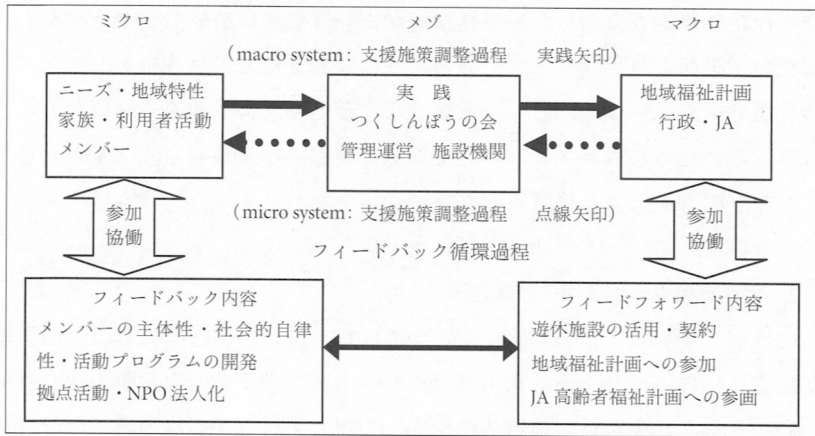 ミクロ
メゾ
マクロ
（macro system：支援施策調整過程　実践矢印）
ニーズ・地域特性
家族・利用者活動
メンバー
実　践
つくしんぼうの会
管理運営　施設機関
地域福祉計画
行政・JA
参加
協働
（micro system：支援施策調整過程　点線矢印）
フィードバック循環過程
参加
協働
フィードバック内容
メンバーの主体性・社会的自律
性・活動プログラムの開発
拠点活動・NPO法人化
フィードフォワード内容
遊休施設の活用・契約
地域福祉計画への参加
JA高齢者福祉計画への参画